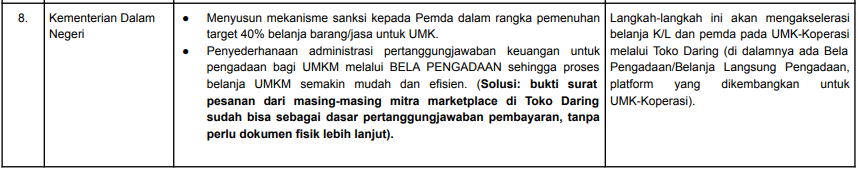 8.
Kementerian Dalam
Negeri
● Menyusun mekanisme sanksi kepada Pemda dalam rangka pemenuhan
target 40% belanja barang/jasa untuk UMK.
● Penyederhanaan administrasi pertanggungjawaban keuangan untuk
pengadaan bagi UMKM melalui BELA PENGADAAN sehingga proses
belanja UMKM semakin mudah dan efisien. (Solusi: bukti surat
pesanan dari masing-masing mitra marketplace di Toko Daring
sudah bisa sebagai dasar pertanggungjawaban pembayaran, tanpa
perlu dokumen fisik lebih lanjut).
Langkah-langkah ini akan mengakselerasi
belanja K/L dan pemda pada UMK-Koperasi
melalui Toko Daring (di dalamnya ada Bela
Pengadaan/Belanja Langsung Pengadaan,
platform yang dikembangkan untuk
UMK-Koperasi).